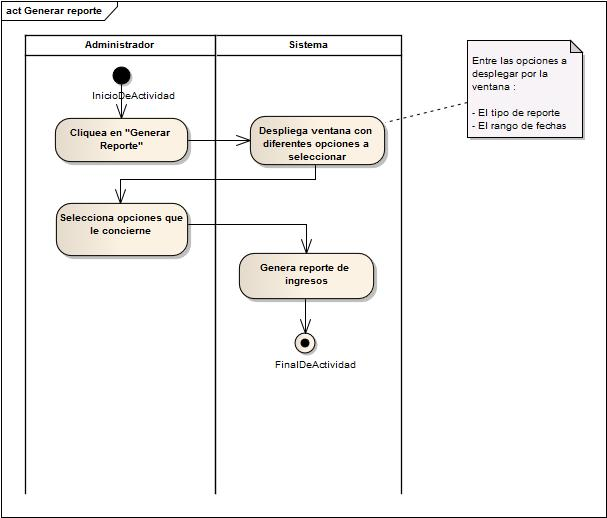 act Generar reporte
Administrador
Sistema
InicioDeActividad
Cliquea en "Generar
Reporte"
Despliega ventana con
diferentes opciones a
seleccionar
Entre las opciones a
desplegar por la
ventana :
- El tipo de reporte
- El rango de fechas
Selecciona opciones que
le concierne
Genera reporte de
ingresos
FinalDeActividad